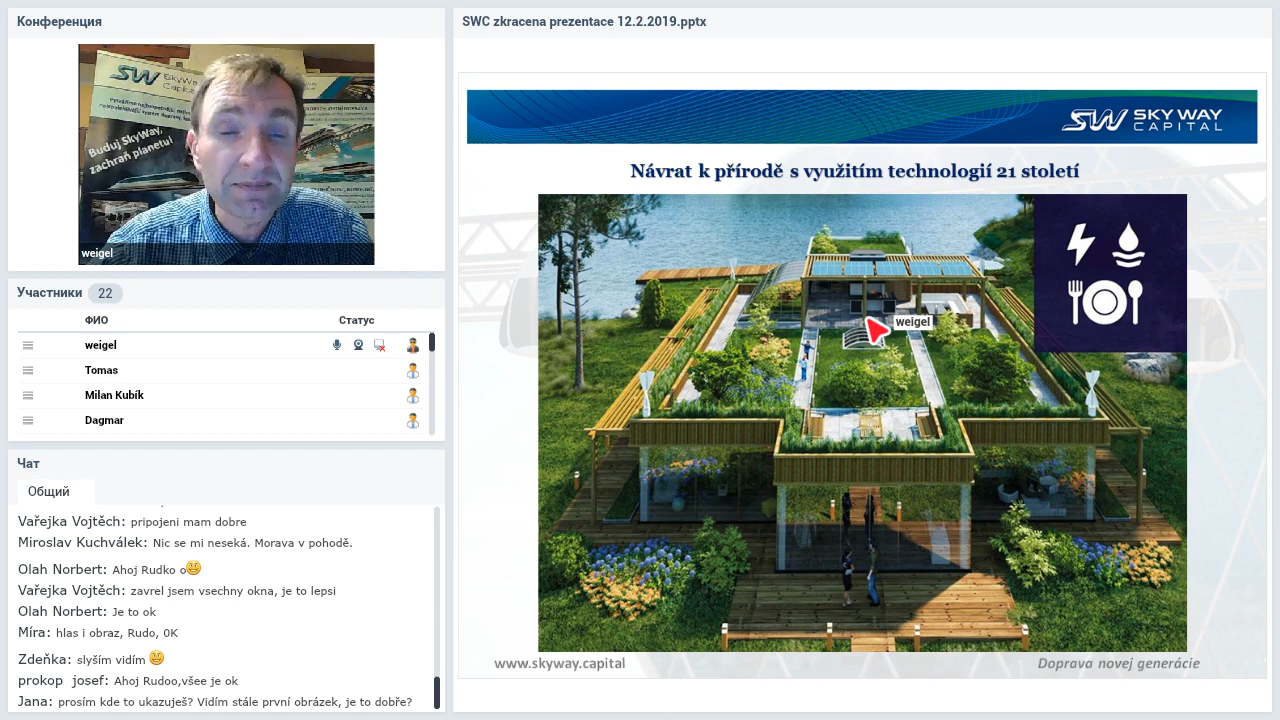 Конференция
SW
Buduj SkyWay,
zachraň planetu!
weigel
Участники 22
ФИО Статус
weigel
Tomas
Milan Kubík
Dagmar
Чат
Общий
Vařejka Vojtěch: pripojeni mam dobre
Miroslav Kuchválek: Nic se mi neseká. Morava v pohodě.
Olah Norbert: Ahoj Rudko o
Vařejka Vojtěch: zavrel jsem vsechny okna, je to lepsi
Olah Norbert: Je to ok
Míra: hlas i obraz, Rudo, 0K
Zdeňka: slyším vidím
prokop josef: Ahoj Rudoo,všee je ok
Jana: prosím kde to ukazuješ? Vidím stále první obrázek, je to dobře?
SWC zkracena prezentace 12.2.2019.pptx
SW SKY WAY
CAPITAL
Návrat k přírodě s využitím technologií 21 století
weigel
www.skyway.capital
Doprava novej generácie